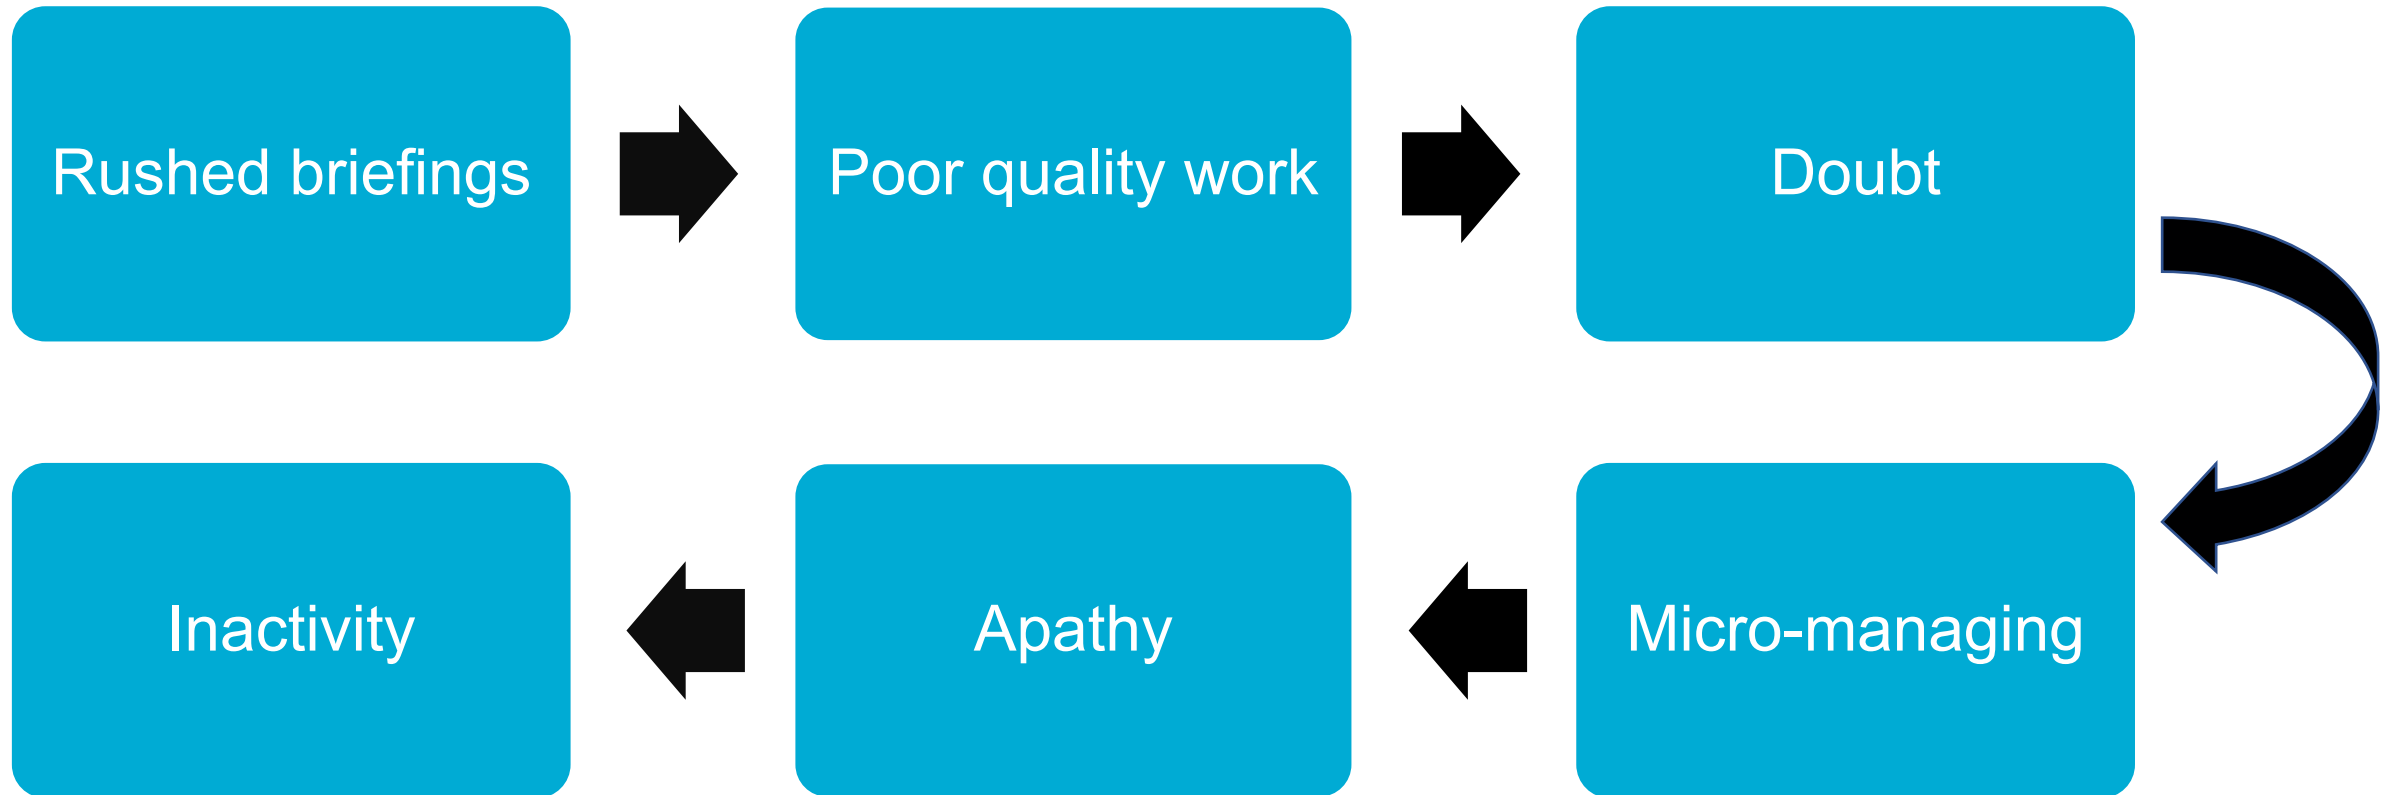 Rushed briefings
Poor quality work
Doubt
Micro-managing
Apathy
Inactivity